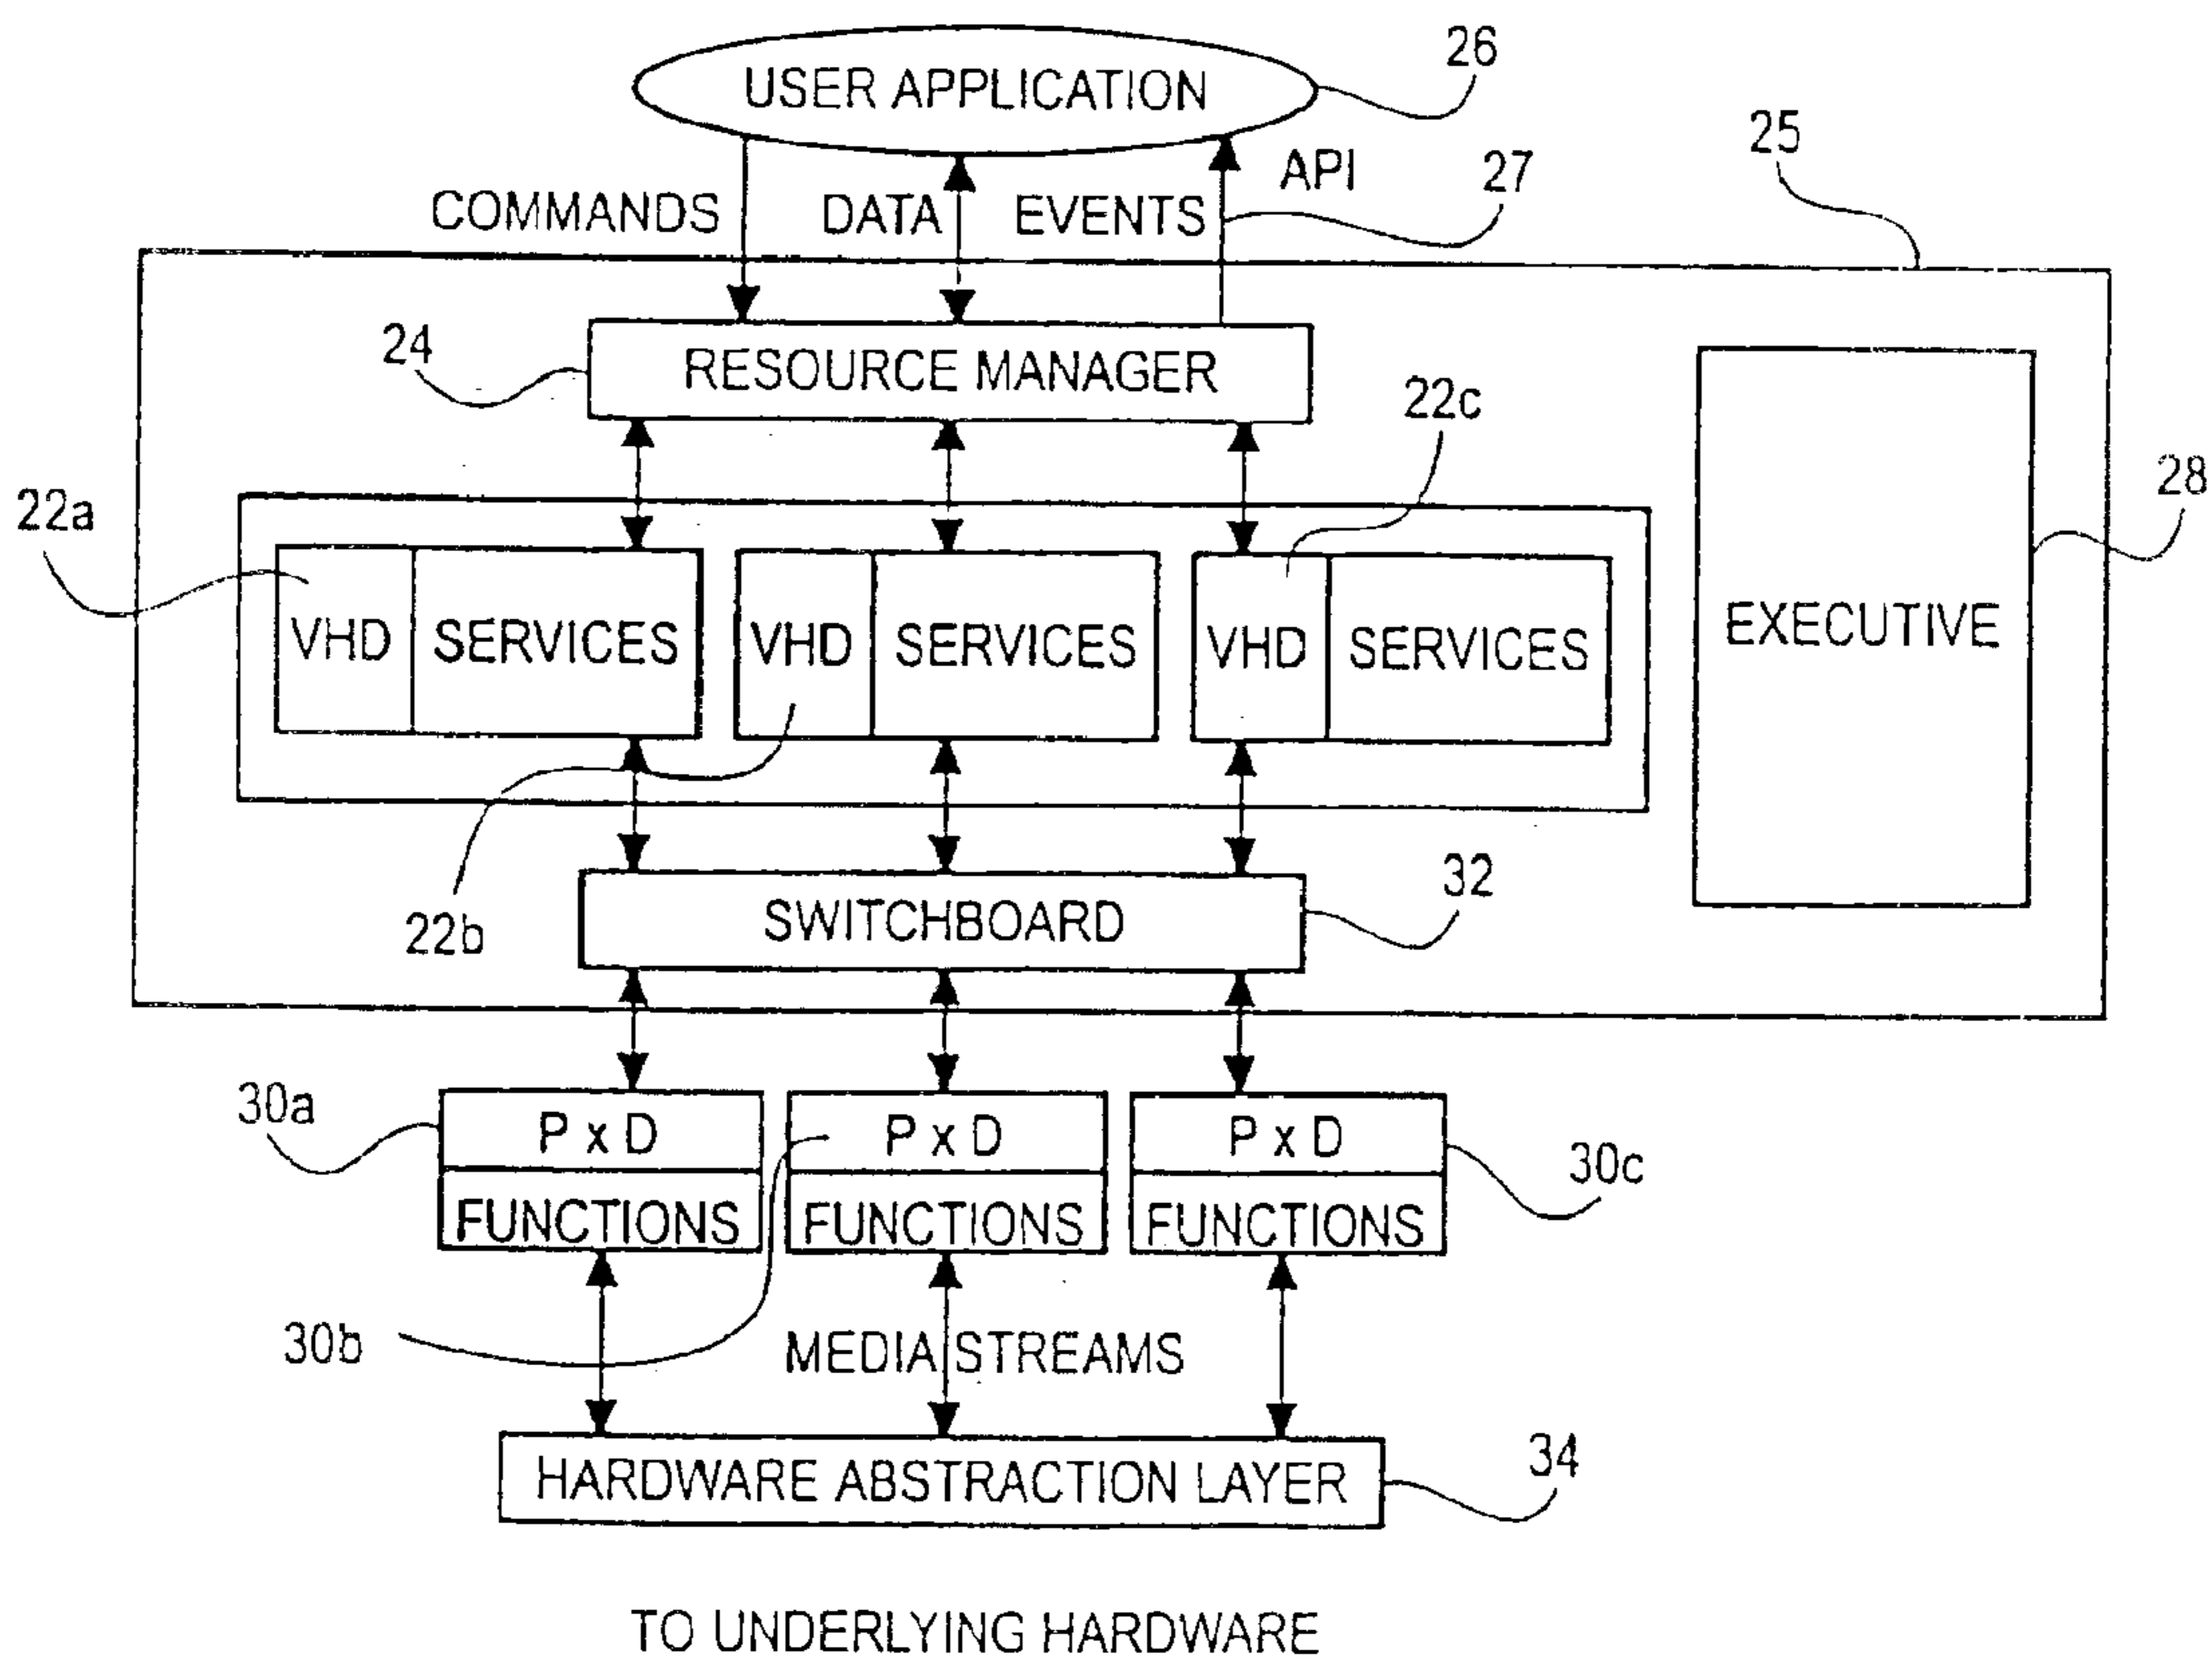 26
USER APPLICATION
25
API
27
COMMANDS
DATA
EVENTS
24
RESOURCE MANAGER
22c
28
22a
VHD
SERVICES
VHD
SERVICES
VHD
SERVICES
EXECUTIVE
32
SWITCHBOARD
22b
30a
P x D
P x D
P x D
30c
FUNCTIONS
FUNCTIONS
FUNCTIONS
30b
MEDIA STREAMS
34
HARDWARE ABSTRACTION LAYER
TO UNDERLYING HARDWARE